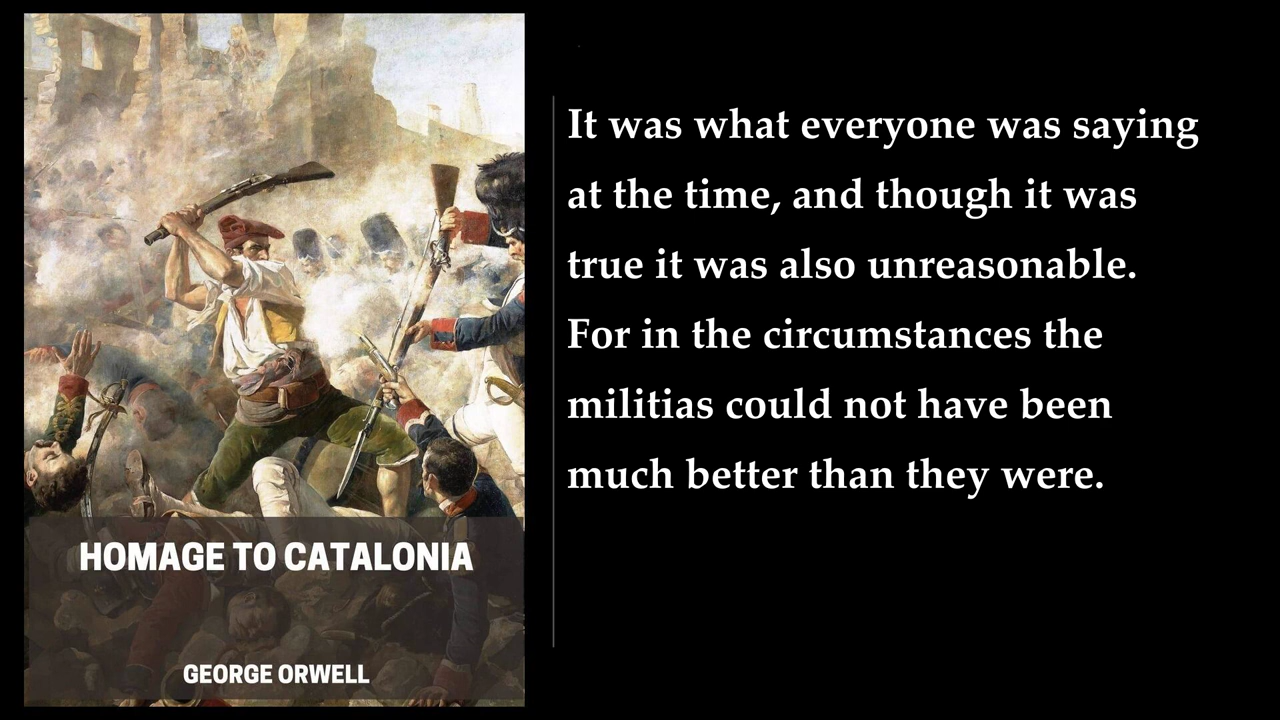 It was what everyone was saying
at the time, and though it was
true it was also unreasonable.
For in the circumstances the
militias could not have been
much better than they were.
HOMAGE TO CATALONIA
GEORGE ORWELL